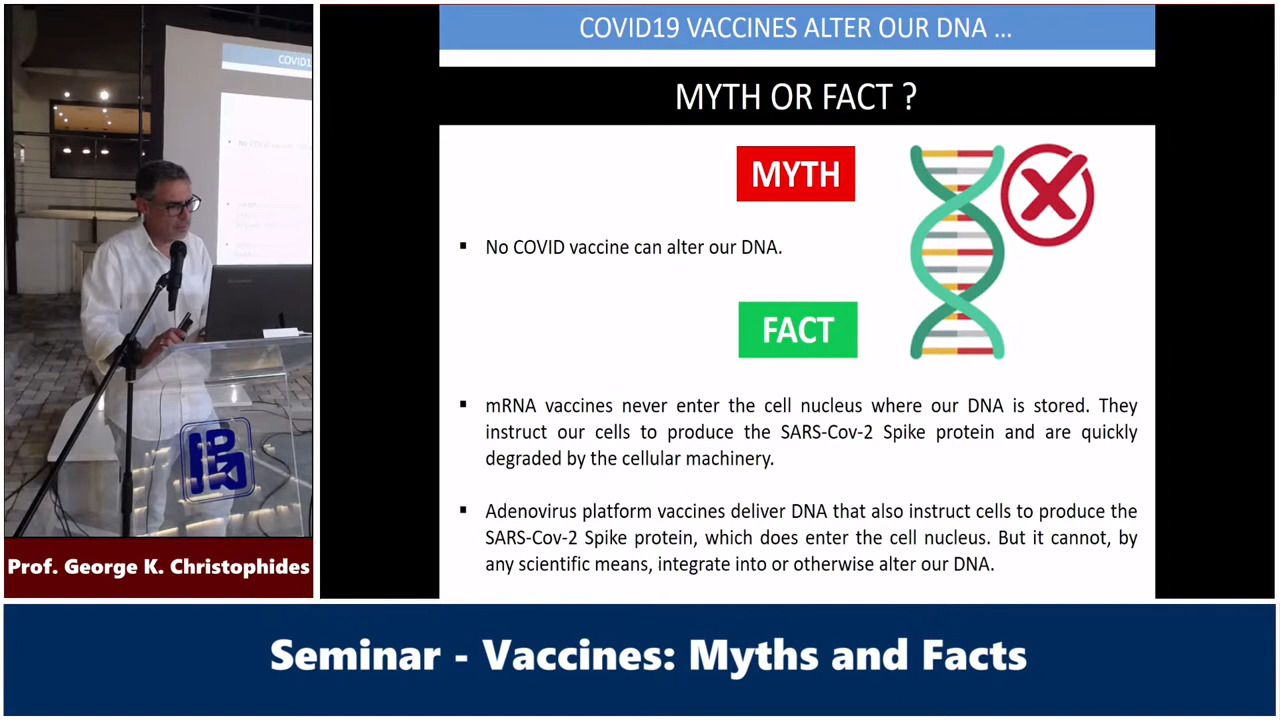 COVID19 VACCINES ALTER OUR DNA ...
MYTH OR FACT ?
MYTH
▪ No COVID vaccine can alter our DNA.
FACT
▪ mRNA vaccines never enter the cell nucleus where our DNA is stored. They
instruct our cells to produce the SARS-Cov-2 Spike protein and are quickly
degraded by the cellular machinery.
▪ Adenovirus platform vaccines deliver DNA that also instruct cells to produce the
SARS-Cov-2 Spike protein, which does enter the cell nucleus. But it cannot, by
any scientific means, integrate into or otherwise alter our DNA.
COVID1
Prof. George K. Christophides
Seminar - Vaccines: Myths and Facts